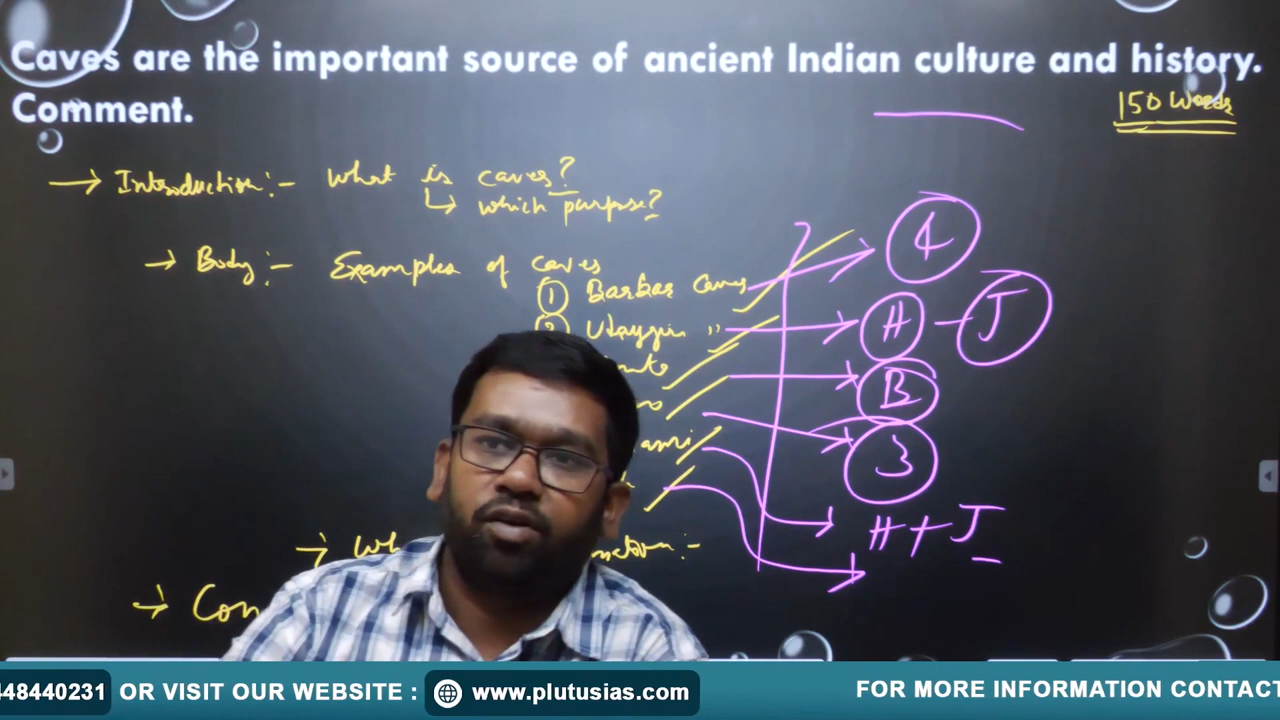 Caves are the important source of ancient Indian culture and history.
Comment.
150 Words
→ Introduction:- What is caves?
↳ which purpose?
→ Body:- Examples of caves
① Barbar Caves
② Udaygiri "
4
H - J
B
3
H + J
→ Con
448440231 OR VISIT OUR WEBSITE : www.plutusias.com FOR MORE INFORMATION CONTACT